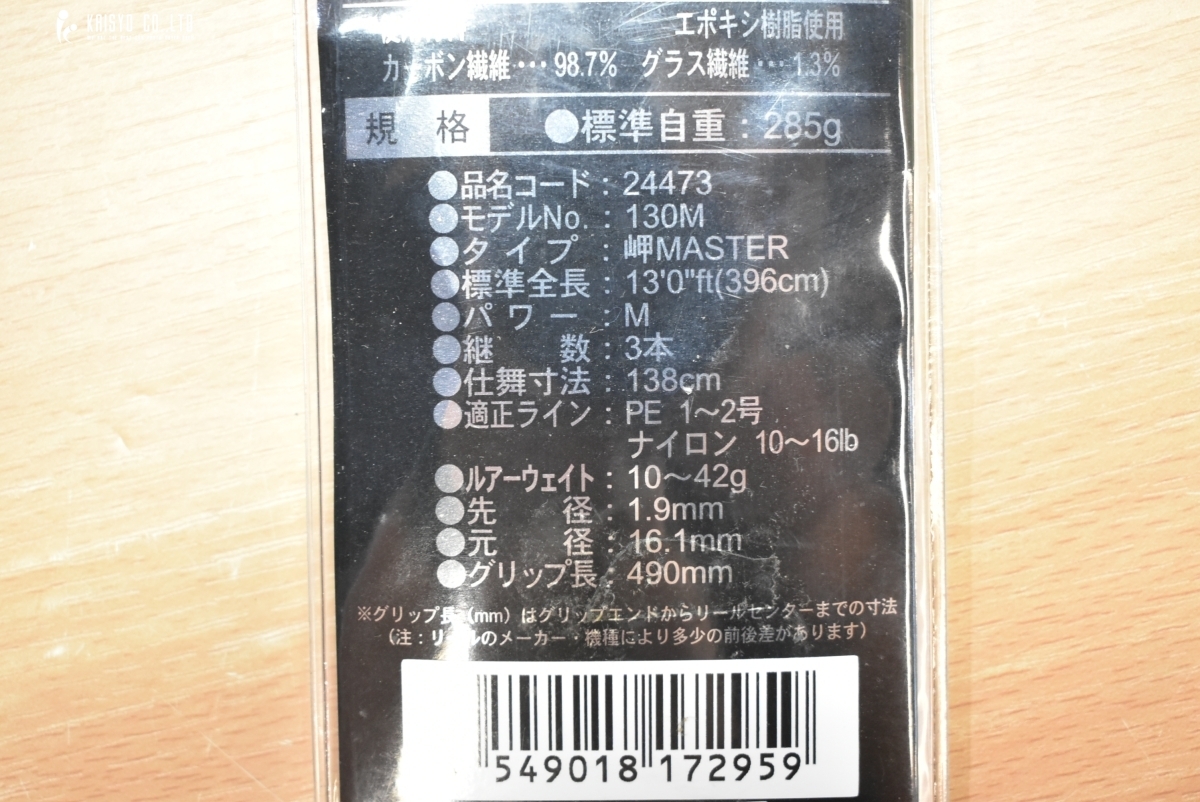 KAISYO CO LTD
エポキシ樹脂使用
カーボン繊維…98.7% グラス繊維…1.3%
規 格 ●標準自重：285g
●品名コード：24473
●モデルNo.：130M
●タイプ：岬MASTER
●標準全長：13'0"ft(396cm)
●パワー：M
●継 数：3本
●仕舞寸法：138cm
●適正ライン：PE 1〜2号
ナイロン 10〜16lb
●ルアーウェイト：10〜42g
●先 径：1.9mm
●元 径：16.1mm
●グリップ長：490mm
※グリップ長(mm)はグリップエンドからリールセンターまでの寸法
(注：リールのメーカー・機種により多少の前後差があります)
549018 172959